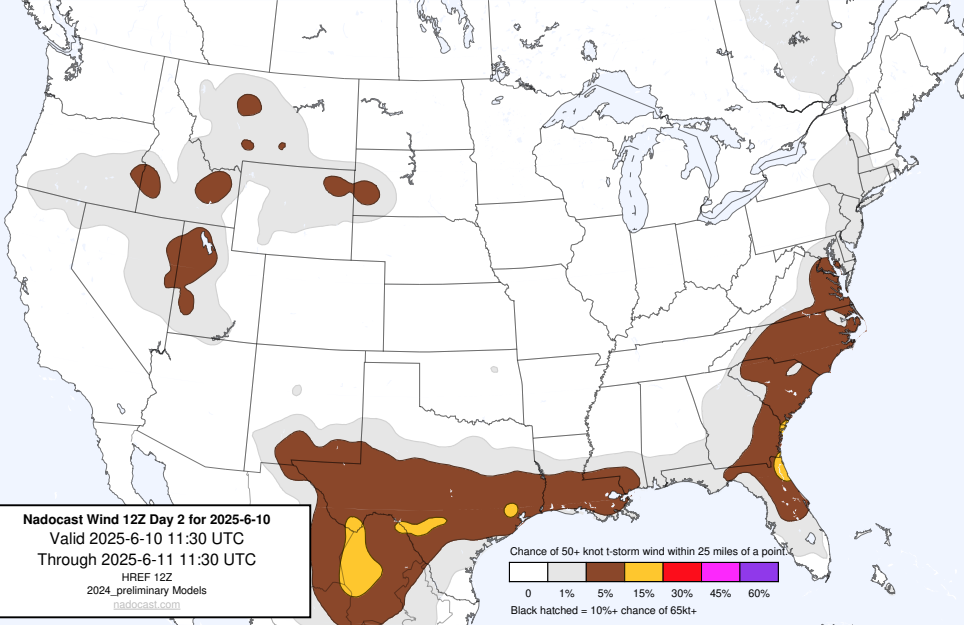 Nadocast Wind 12Z Day 2 for 2025-6-10
Valid 2025-6-10 11:30 UTC
Through 2025-6-11 11:30 UTC
HREF 12Z
2024_preliminary Models
nadocast.com
Chance of 50+ knot t-storm wind within 25 miles of a point.
0 1% 5% 15% 30% 45% 60%
Black hatched = 10%+ chance of 65kt+